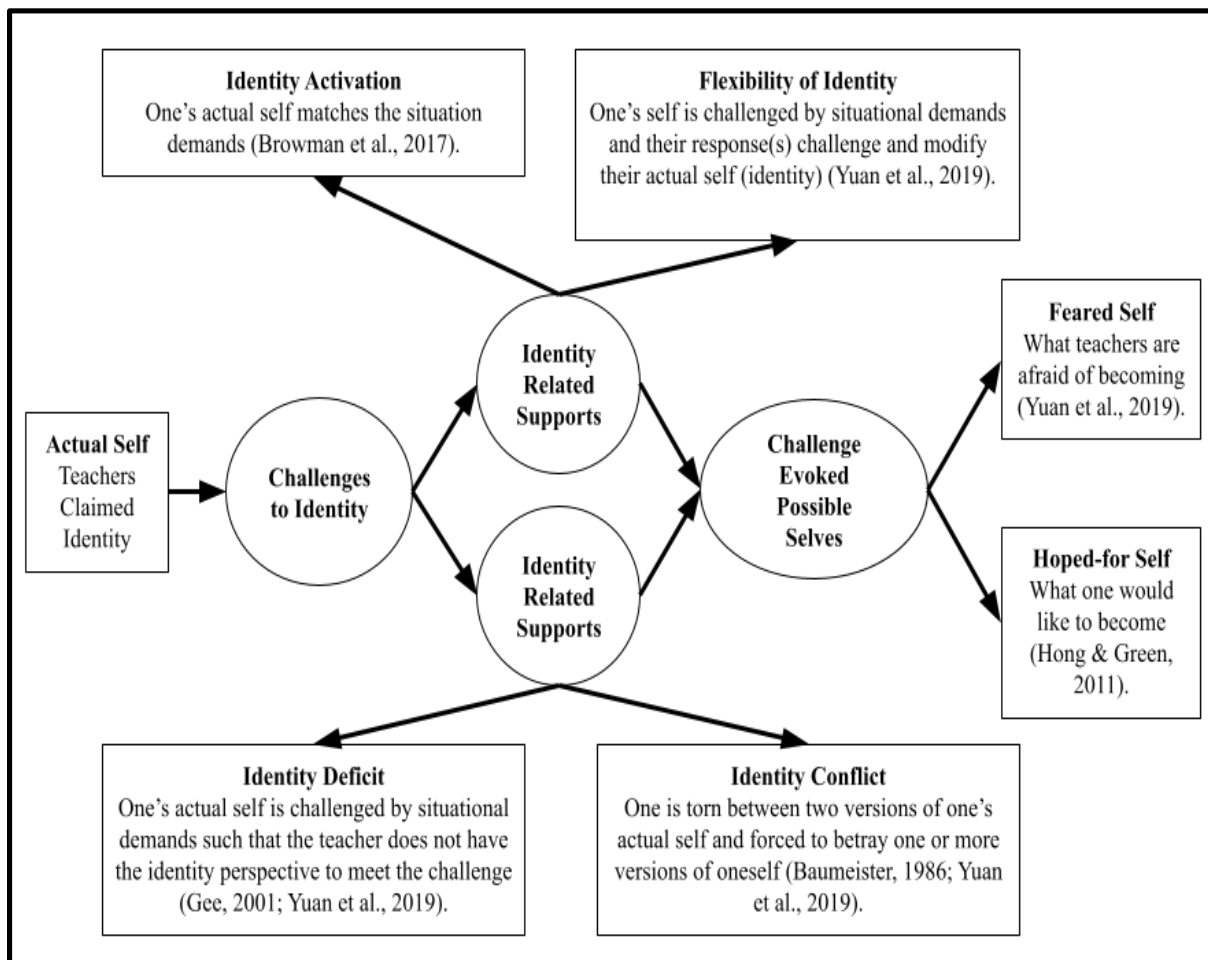 Identity Activation
One's actual self matches the situation
demands (Browman et al., 2017).
Flexibility of Identity
One's self is challenged by situational demands
and their response(s) challenge and modify
their actual self (identity) (Yuan et al., 2019).
Actual Self
Teachers
Claimed
Identity
Challenges
to Identity
Identity
Related
Supports
Identity
Related
Supports
Challenge
Evoked
Possible
Selves
Feared Self
What teachers are
afraid of becoming
(Yuan et al., 2019).
Hoped-for Self
What one would
like to become
(Hong & Green,
2011).
Identity Deficit
One's actual self is challenged by situational
demands such that the teacher does not have
the identity perspective to meet the challenge
(Gee, 2001; Yuan et al., 2019).
Identity Conflict
One is torn between two versions of one's
actual self and forced to betray one or more
versions of oneself (Baumeister, 1986; Yuan
et al., 2019).